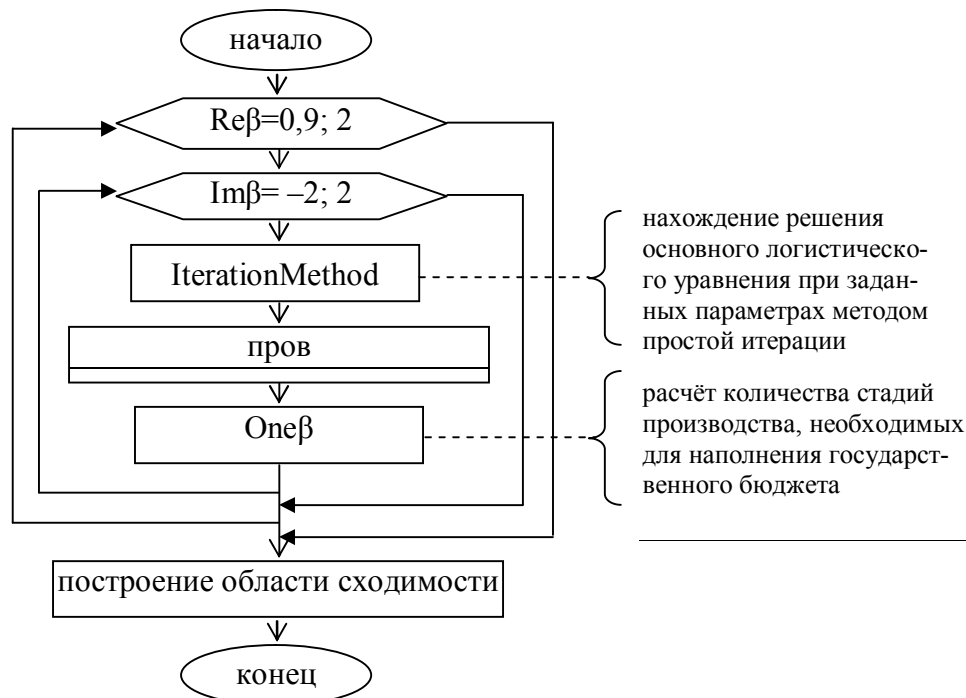 начало
Reβ=0,9; 2
Imβ= –2; 2
IterationMethod
пров
Oneβ
построение области сходимости
конец
нахождение решения
основного логистическо-
го уравнения при задан-
ных параметрах методом
простой итерации
расчёт количества стадий
производства, необходимых
для наполнения государст-
венного бюджета